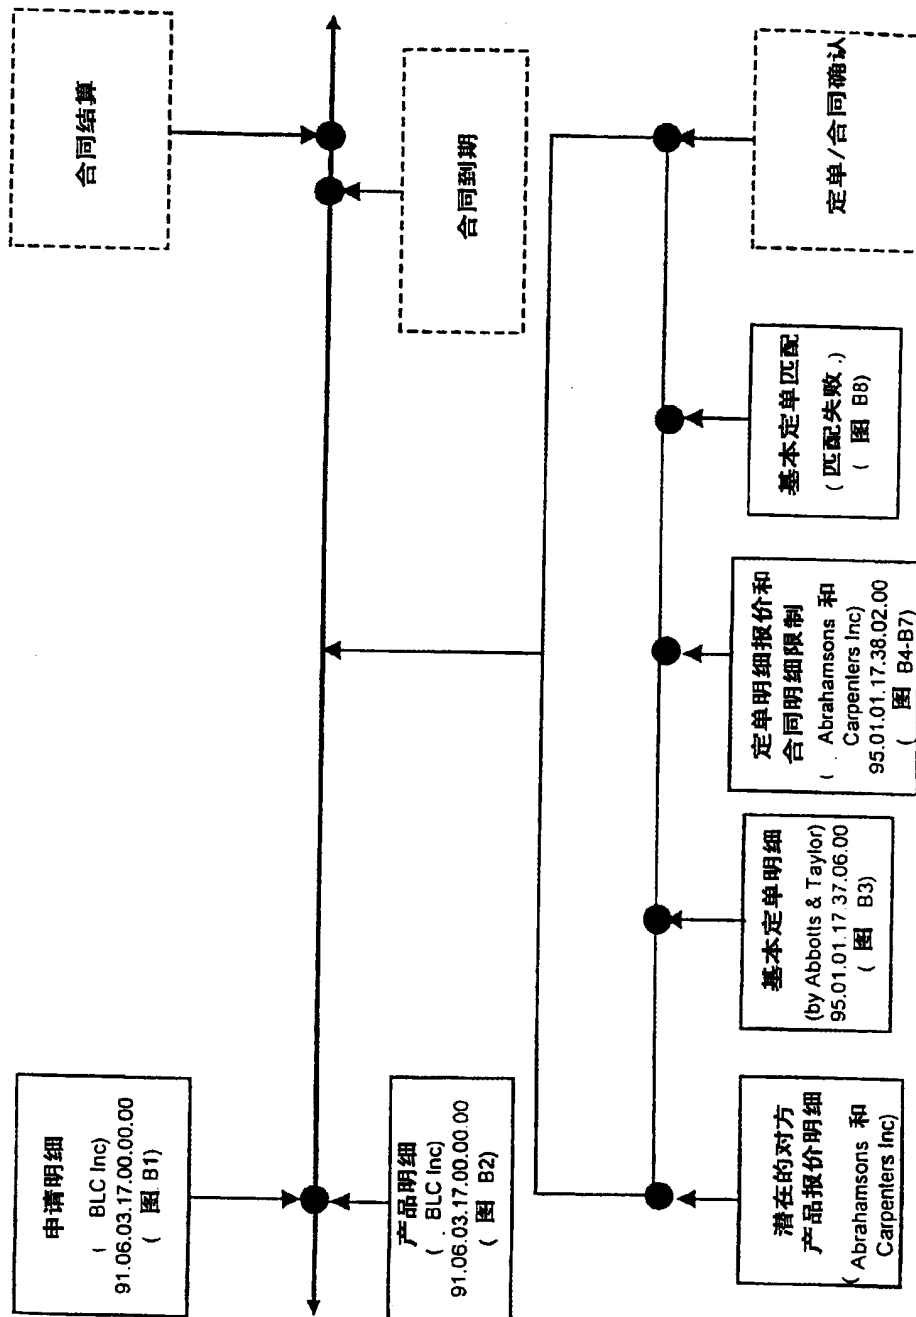 申请明细
( BLC Inc)
91.06.03.17.00.00.00
( 图 B1)
合同结算
产品明细
( . BLC Inc)
91.06.03.17.00.00.00
( 图 B2)
合同到期
潜在的对方
产品报价明细
( Abrahamsons 和
Carpenters Inc)
基本定单明细
(by Abbotts & Taylor)
95.01.01.17.37.06.00
( 图 B3)
定单明细报价和
合同明细限制
( . Abrahamsons 和
Carpenters Inc)
95.01.01.17.38.02.00
( 图 B4-B7)
基本定单匹配
( 匹配失败.)
( 图 B8)
定单/合同确认